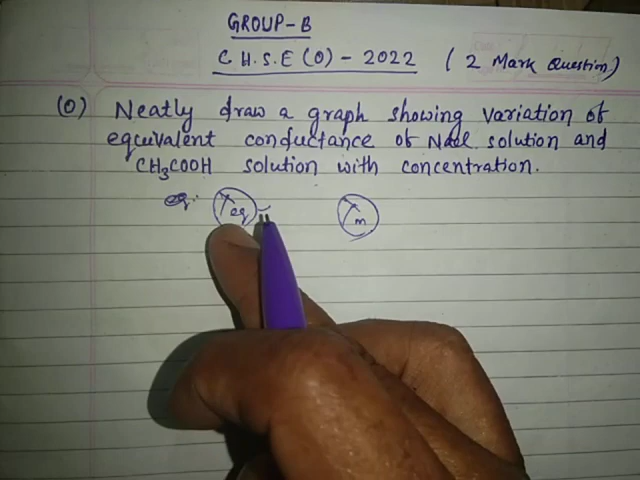 GROUP-B
C.H.S.E (O) - 2022 ( 2 Mark Question)
(O) Neatly draw a graph showing variation of
equivalent conductance of NaCl solution and
CH₃COOH solution with concentration.
eq. λeq λm